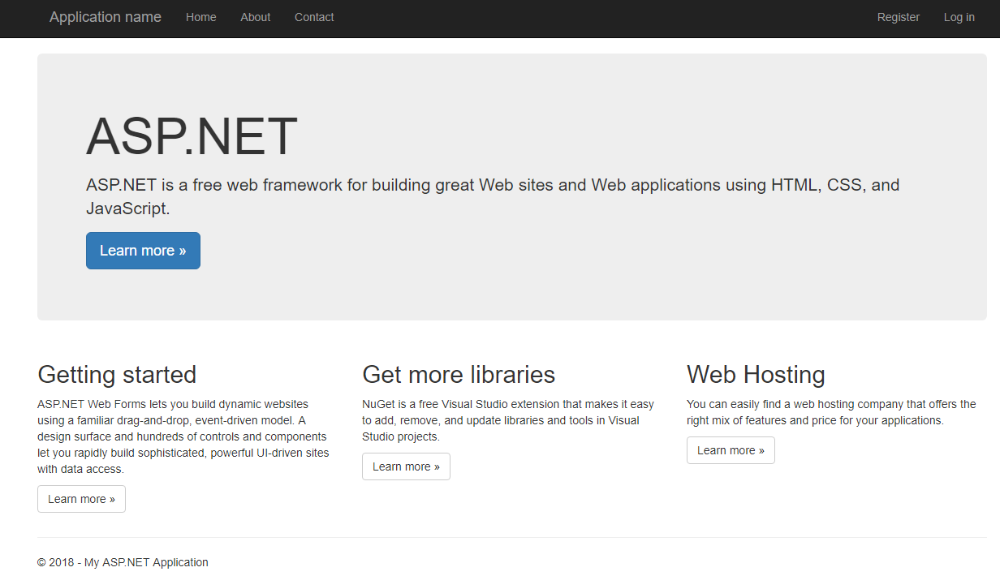 Application name Home About Contact Register Log in
ASP.NET
ASP.NET is a free web framework for building great Web sites and Web applications using HTML, CSS, and
JavaScript.
Learn more »
Getting started
ASP.NET Web Forms lets you build dynamic websites
using a familiar drag-and-drop, event-driven model. A
design surface and hundreds of controls and components
let you rapidly build sophisticated, powerful UI-driven sites
with data access.
Learn more »
Get more libraries
NuGet is a free Visual Studio extension that makes it easy
to add, remove, and update libraries and tools in Visual
Studio projects.
Learn more »
Web Hosting
You can easily find a web hosting company that offers the
right mix of features and price for your applications.
Learn more »
© 2018 - My ASP.NET Application